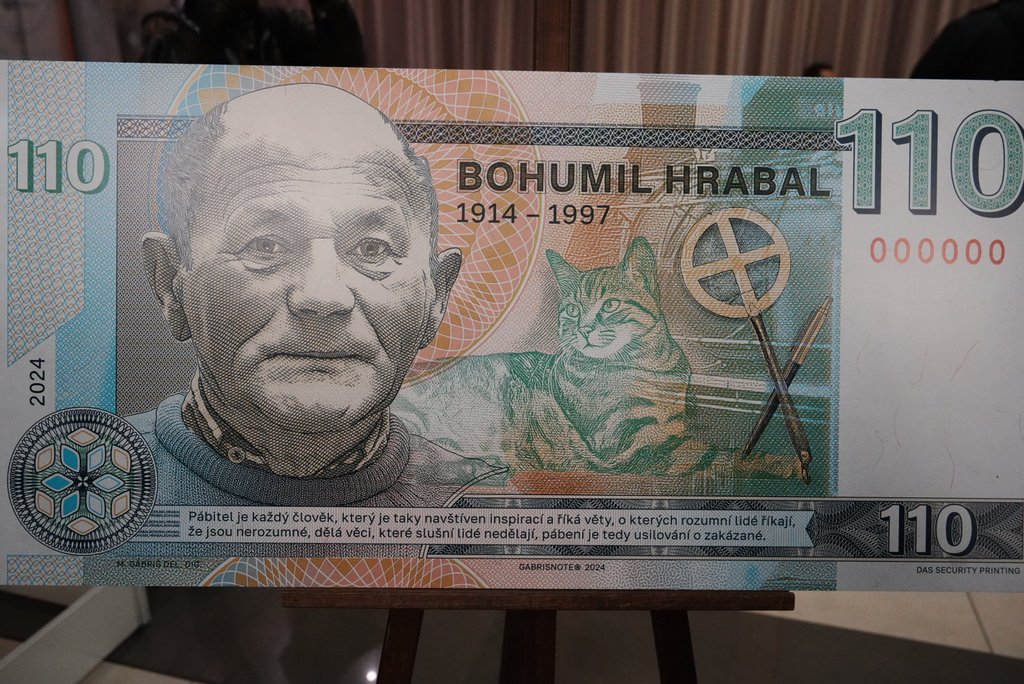 110
BOHUMIL HRABAL
1914 – 1997
110
000000
2024
Pábitel je každý člověk, který je taky navštíven inspirací a říká věty, o kterých rozumní lidé říkají,
že jsou nerozumné, dělá věci, které slušní lidé nedělají, pábení je tedy usilování o zakázané.
110
M. GÁBRIŠ DEL. DIG.
GABRISNOTE® 2024
DAS SECURITY PRINTING